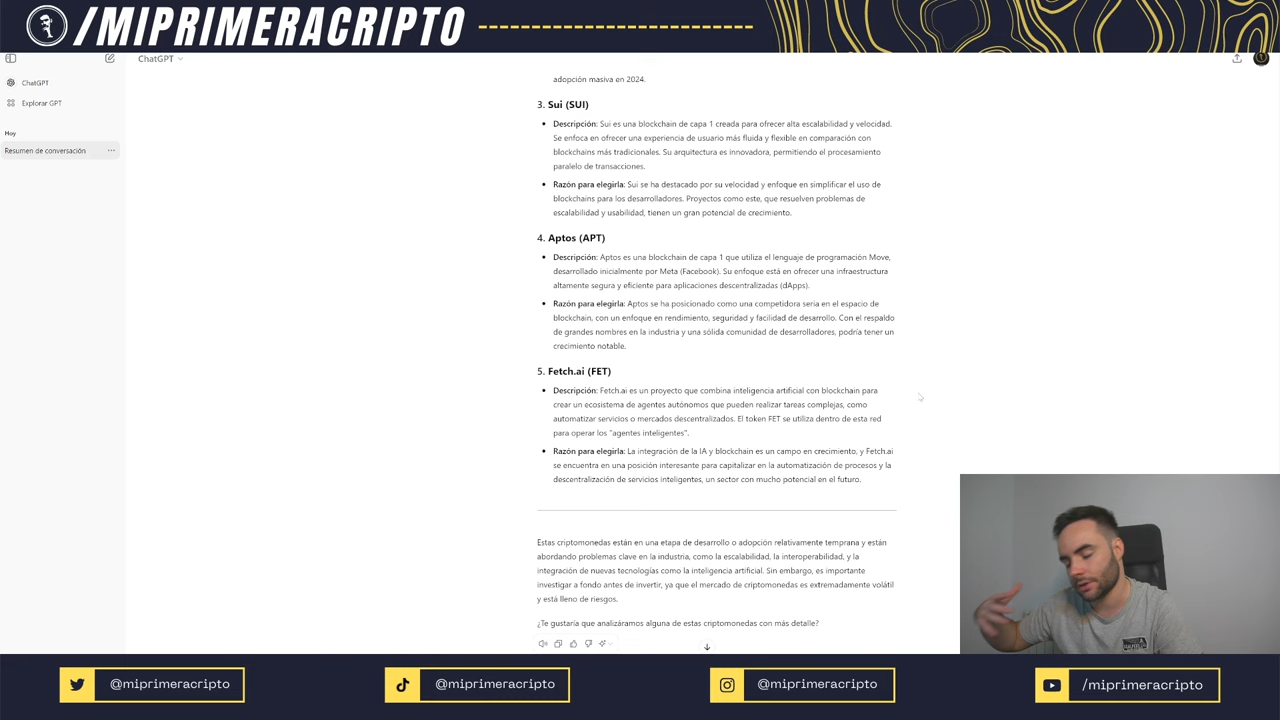 /MIPRIMERACRIPTO
ChatGPT
ChatGPT
Explorar GPT
Hoy
Resumen de conversación
adopción masiva en 2024.
3. Sui (SUI)
• Descripción: Sui es una blockchain de capa 1 creada para ofrecer alta escalabilidad y velocidad.
Se enfoca en ofrecer una experiencia de usuario más fluida y flexible en comparación con
blockchains más tradicionales. Su arquitectura es innovadora, permitiendo el procesamiento
paralelo de transacciones.
• Razón para elegirla: Sui se ha destacado por su velocidad y enfoque en simplificar el uso de
blockchains para los desarrolladores. Proyectos como este, que resuelven problemas de
escalabilidad y usabilidad, tienen un gran potencial de crecimiento.
4. Aptos (APT)
• Descripción: Aptos es una blockchain de capa 1 que utiliza el lenguaje de programación Move,
desarrollado inicialmente por Meta (Facebook). Su enfoque está en ofrecer una infraestructura
altamente segura y eficiente para aplicaciones descentralizadas (dApps).
• Razón para elegirla: Aptos se ha posicionado como una competidora seria en el espacio de
blockchain, con un enfoque en rendimiento, seguridad y facilidad de desarrollo. Con el respaldo
de grandes nombres en la industria y una sólida comunidad de desarrolladores, podría tener un
crecimiento notable.
5. Fetch.ai (FET)
• Descripción: Fetch.ai es un proyecto que combina inteligencia artificial con blockchain para
crear un ecosistema de agentes autónomos que pueden realizar tareas complejas, como
automatizar servicios o mercados descentralizados. El token FET se utiliza dentro de esta red
para operar los "agentes inteligentes".
• Razón para elegirla: La integración de la IA y blockchain es un campo en crecimiento, y Fetch.ai
se encuentra en una posición interesante para capitalizar en la automatización de procesos y la
descentralización de servicios inteligentes, un sector con mucho potencial en el futuro.
Estas criptomonedas están en una etapa de desarrollo o adopción relativamente temprana y están
abordando problemas clave en la industria, como la escalabilidad, la interoperabilidad, y la
integración de nuevas tecnologías como la inteligencia artificial. Sin embargo, es importante
investigar a fondo antes de invertir, ya que el mercado de criptomonedas es extremadamente volátil
y está lleno de riesgos.
¿Te gustaría que analizáramos alguna de estas criptomonedas con más detalle?
@miprimeracripto
@miprimeracripto
@miprimeracripto
/miprimeracripto